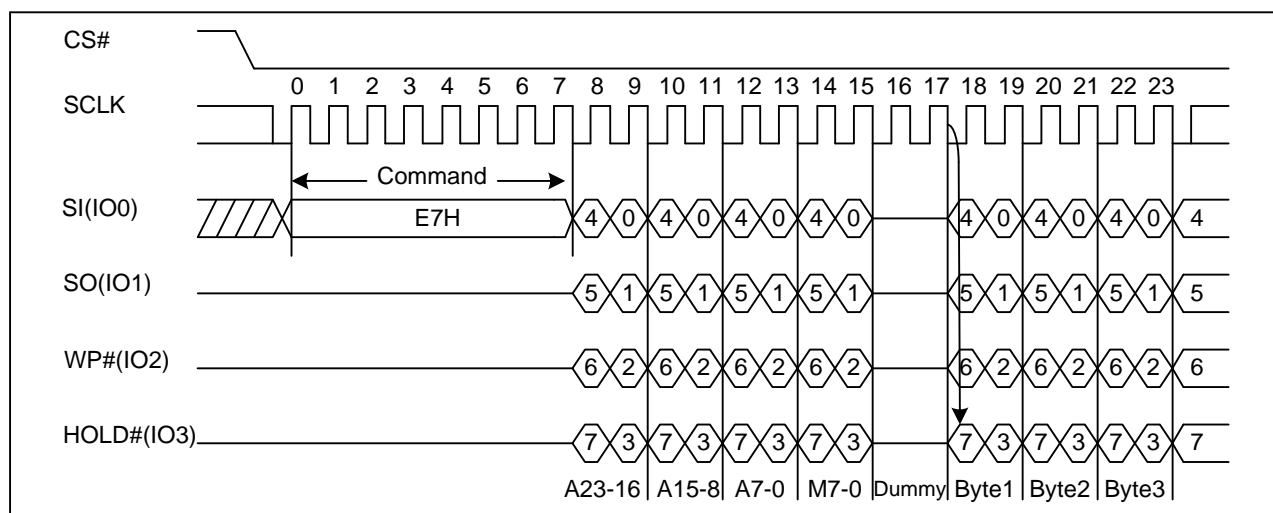 CS#
0 1 2 3 4 5 6 7 8 9 10 11 12 13 14 15 16 17 18 19 20 21 22 23
SCLK
Command
SI(IO0) E7H 4 0 4 0 4 0 4 0 4 0 4 0 4 0 4
SO(IO1) 5 1 5 1 5 1 5 1 5 1 5 1 5 1 5
WP#(IO2) 6 2 6 2 6 2 6 2 6 2 6 2 6 2 6
HOLD#(IO3) 7 3 7 3 7 3 7 3 7 3 7 3 7 3 7
A23-16 A15-8 A7-0 M7-0 Dummy Byte1 Byte2 Byte3